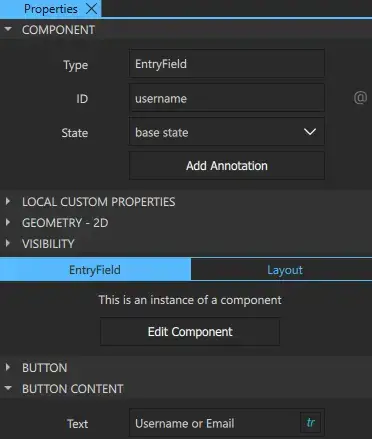 Properties
COMPONENT
Type EntryField
ID username @
State base state
Add Annotation
LOCAL CUSTOM PROPERTIES
GEOMETRY - 2D
VISIBILITY
EntryField Layout
This is an instance of a component
Edit Component
BUTTON
BUTTON CONTENT
Text Username or Email tr